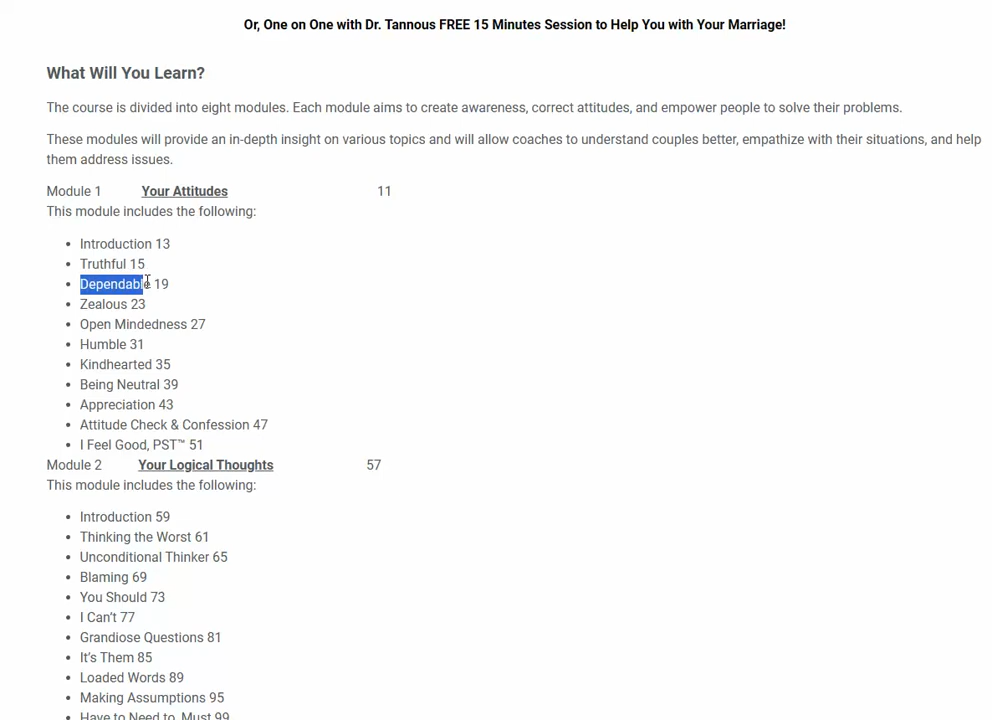 Or, One on One with Dr. Tannous FREE 15 Minutes Session to Help You with Your Marriage!
What Will You Learn?
The course is divided into eight modules. Each module aims to create awareness, correct attitudes, and empower people to solve their problems.
These modules will provide an in-depth insight on various topics and will allow coaches to understand couples better, empathize with their situations, and help
them address issues.
Module 1 Your Attitudes 11
This module includes the following:
Introduction 13
Truthful 15
Dependable 19
Zealous 23
Open Mindedness 27
Humble 31
Kindhearted 35
Being Neutral 39
Appreciation 43
Attitude Check & Confession 47
I Feel Good, PST™ 51
Module 2 Your Logical Thoughts 57
This module includes the following:
Introduction 59
Thinking the Worst 61
Unconditional Thinker 65
Blaming 69
You Should 73
I Can't 77
Grandiose Questions 81
It's Them 85
Loaded Words 89
Making Assumptions 95
Have to Need to, Must 99